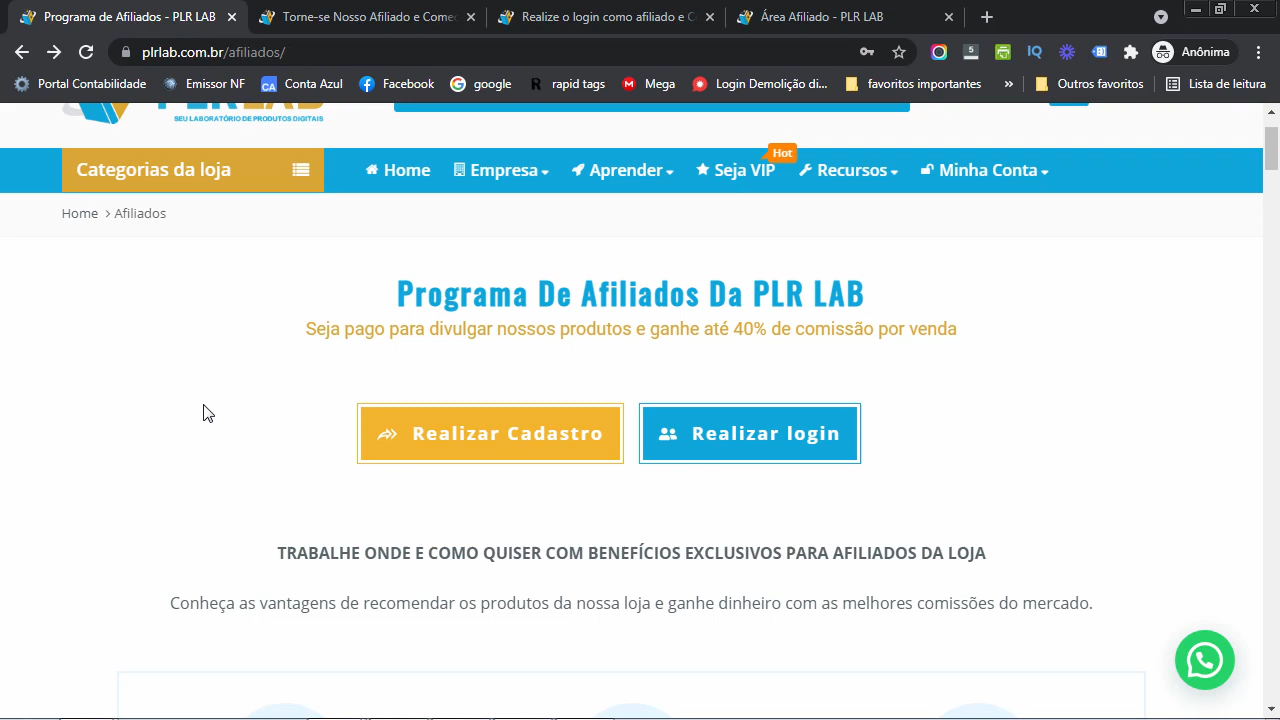 Programa de Afiliados - PLR LAB
Torne-se Nosso Afiliado e Comec
Realize o login como afiliado e C
Área Afiliado - PLR LAB
plrlab.com.br/afiliados/
5
IQ
Anônima
Portal Contabilidade
Emissor NF
CA
Conta Azul
Facebook
google
R
rapid tags
Mega
Login Demolição di...
favoritos importantes
»
Outros favoritos
Lista de leitura
PLR LAB
SEU LABORATÓRIO DE PRODUTOS DIGITAIS
Categorias da loja
Home
Empresa
Aprender
Seja VIP
Hot
Recursos
Minha Conta
Home > Afiliados
Programa De Afiliados Da PLR LAB
Seja pago para divulgar nossos produtos e ganhe até 40% de comissão por venda
Realizar Cadastro
Realizar login
TRABALHE ONDE E COMO QUISER COM BENEFÍCIOS EXCLUSIVOS PARA AFILIADOS DA LOJA
Conheça as vantagens de recomendar os produtos da nossa loja e ganhe dinheiro com as melhores comissões do mercado.